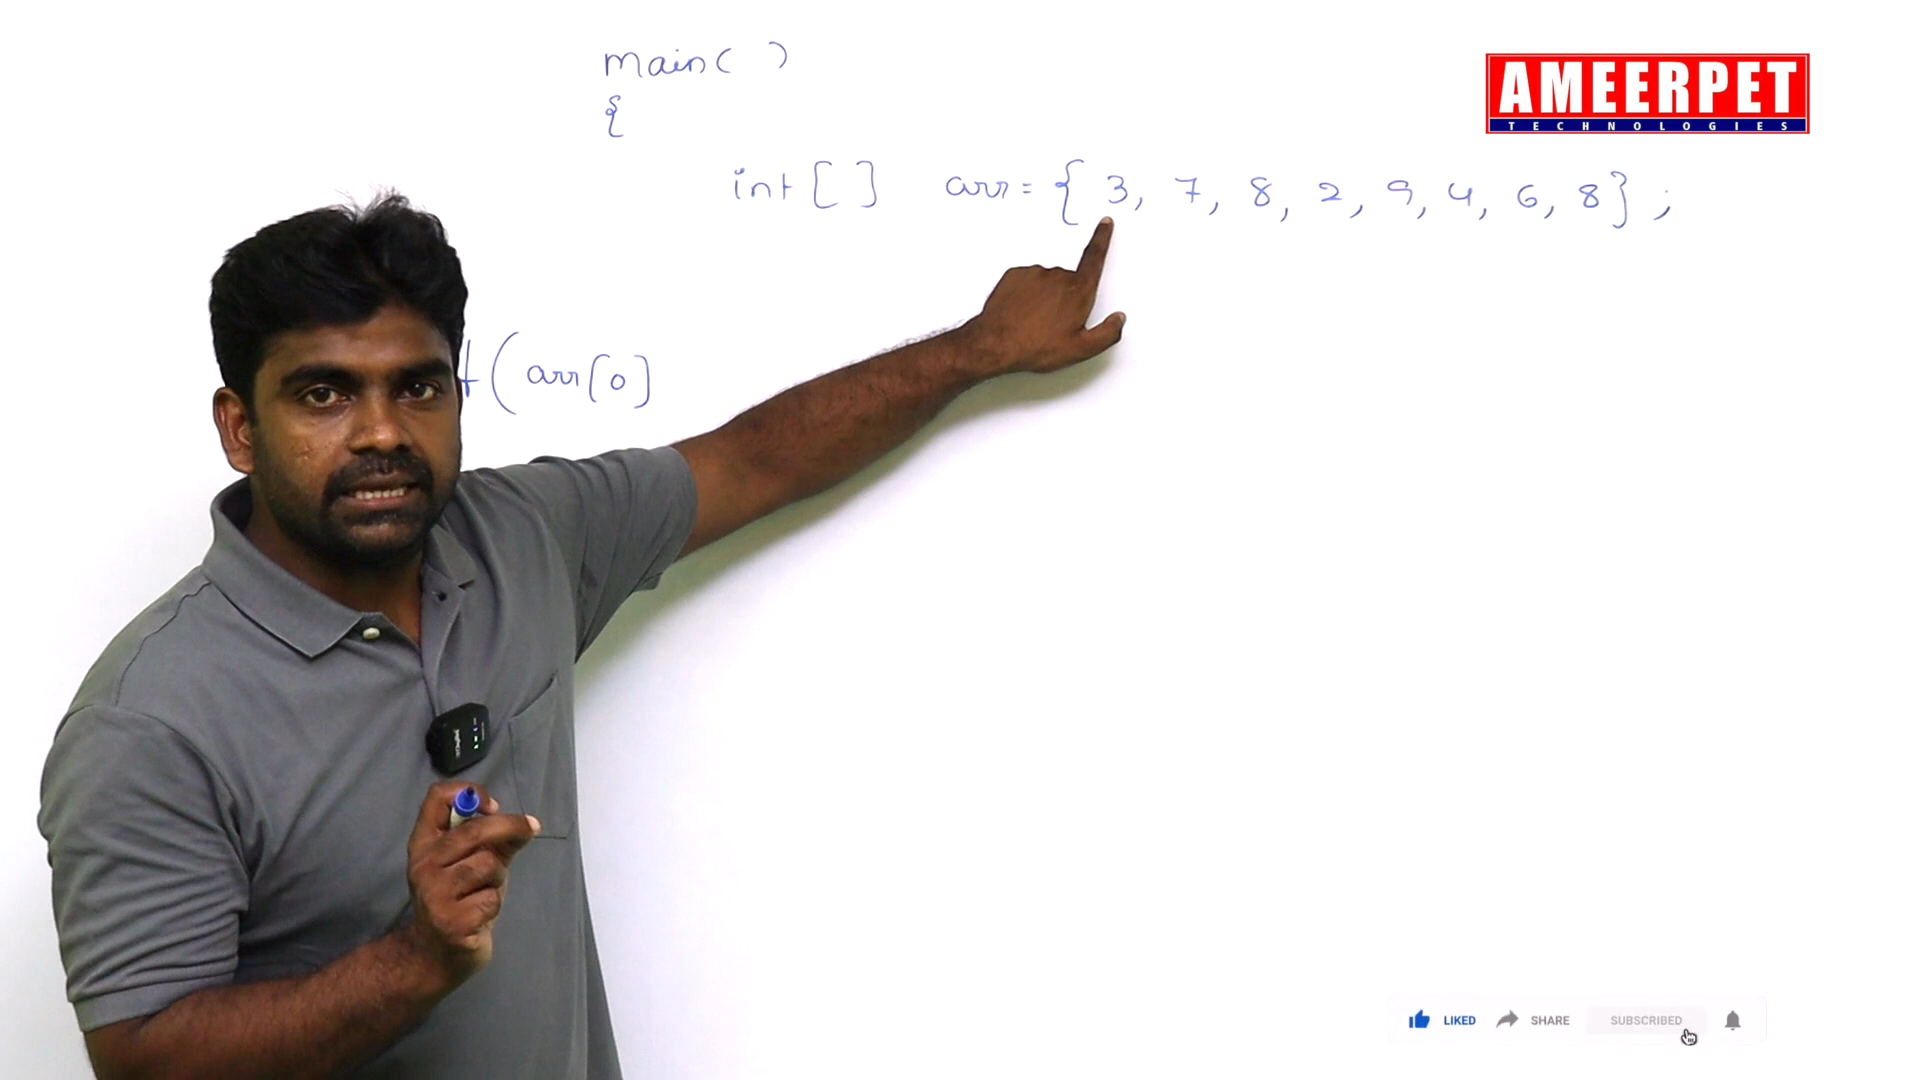 main( )
{
int[ ] arr = { 3, 7, 8, 2, 9, 4, 6, 8} ;
(arr[0]
AMEERPET
TECHNOLOGIES
LIKED SHARE SUBSCRIBED